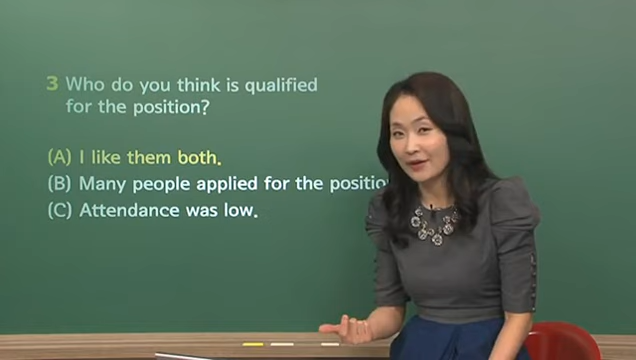 3 Who do you think is qualified
for the position?
(A) I like them both.
(B) Many people applied for the
(C) Attendance was low.